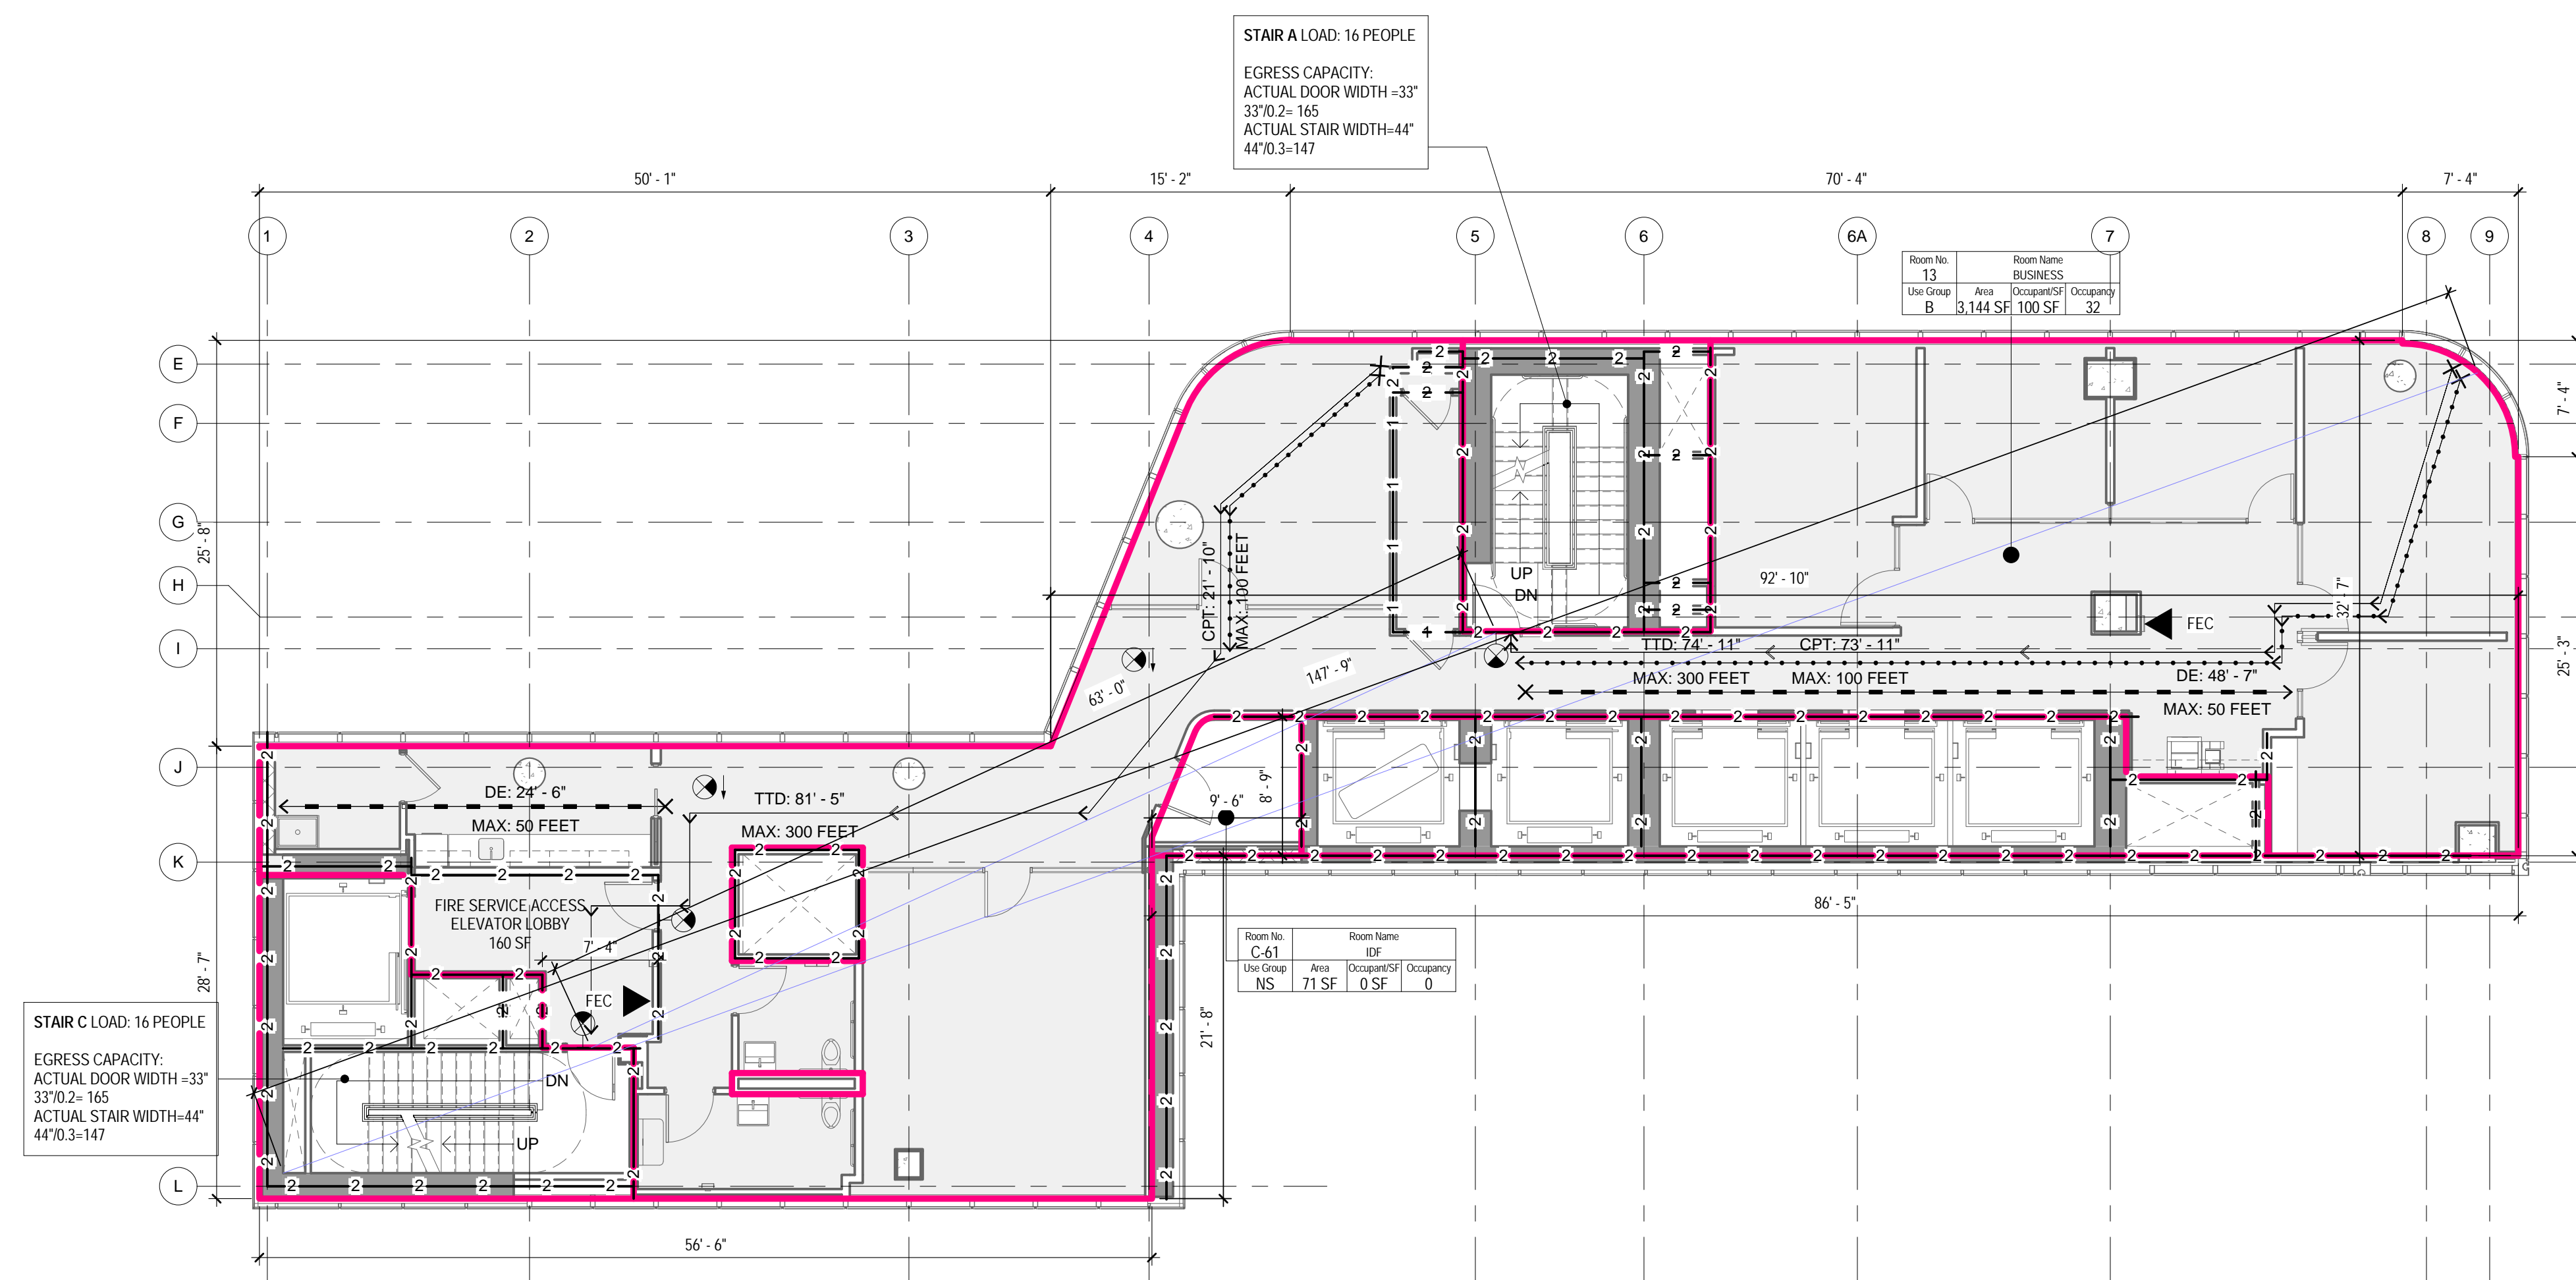 STAIR A LOAD: 16 PEOPLE
EGRESS CAPACITY:
ACTUAL DOOR WIDTH =33"
33"/0.2= 165
ACTUAL STAIR WIDTH=44"
44"/0.3=147
50' - 1"
15' - 2"
70' - 4"
7' - 4"
1
2
3
4
5
6
6A
7
8
9
Room No.
Room Name
13
BUSINESS
Use Group
Area
Occupant/SF
Occupancy
B
3,144 SF
100 SF
32
E
F
G
H
I
J
K
L
25' - 8"
28' - 7"
7' - 4"
25' - 3"
32' - 7"
CPT: 21' - 10"
MAX: 100 FEET
UP
DN
92' - 10"
FEC
63' - 0"
147' - 9"
TTD: 74' - 11"
CPT: 73' - 11"
MAX: 300 FEET
MAX: 100 FEET
DE: 48' - 7"
MAX: 50 FEET
DE: 24' - 6"
MAX: 50 FEET
TTD: 81' - 5"
MAX: 300 FEET
9' - 6"
8' - 9"
86' - 5"
FIRE SERVICE ACCESS
ELEVATOR LOBBY
160 SF
7' - 4"
FEC
Room No.
Room Name
C-61
IDF
Use Group
Area
Occupant/SF
Occupancy
NS
71 SF
0 SF
0
21' - 8"
STAIR C LOAD: 16 PEOPLE
EGRESS CAPACITY:
ACTUAL DOOR WIDTH =33"
33"/0.2= 165
ACTUAL STAIR WIDTH=44"
44"/0.3=147
DN
UP
56' - 6"